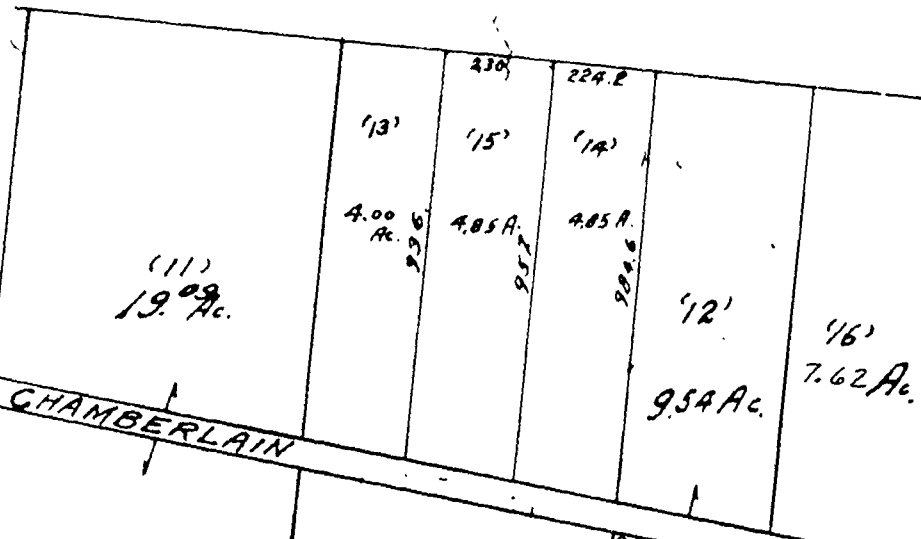 230
224.2
(13)
(15)
(14)
4.00
Ac.
936
4.85 A.
957
4.85 A.
984.6
(11)
19.09 Ac.
(12)
9.54 Ac.
(16)
7.62 Ac.
CHAMBERLAIN